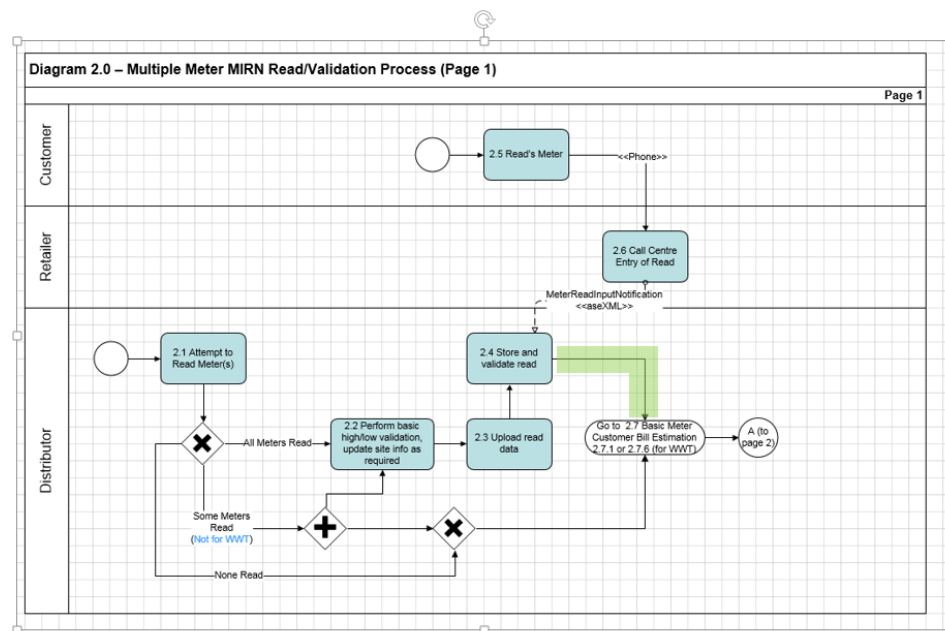 Diagram 2.0 – Multiple Meter MIRN Read/Validation Process (Page 1)
Page 1
Customer
2.5 Read's Meter
<<Phone>>
Retailer
2.6 Call Centre
Entry of Read
MeterReadInputNotification
<<aseXML>>
Distributor
2.1 Attempt to
Read Meter(s)
2.4 Store and
validate read
All Meters Read
2.2 Perform basic
high/low validation,
update site info as
required
2.3 Upload read
data
Go to 2.7 Basic Meter
Customer Bill Estimation
2.7.1 or 2.7.6 (for WWT)
A (to
page 2)
Some Meters
Read
(Not for WWT)
None Read